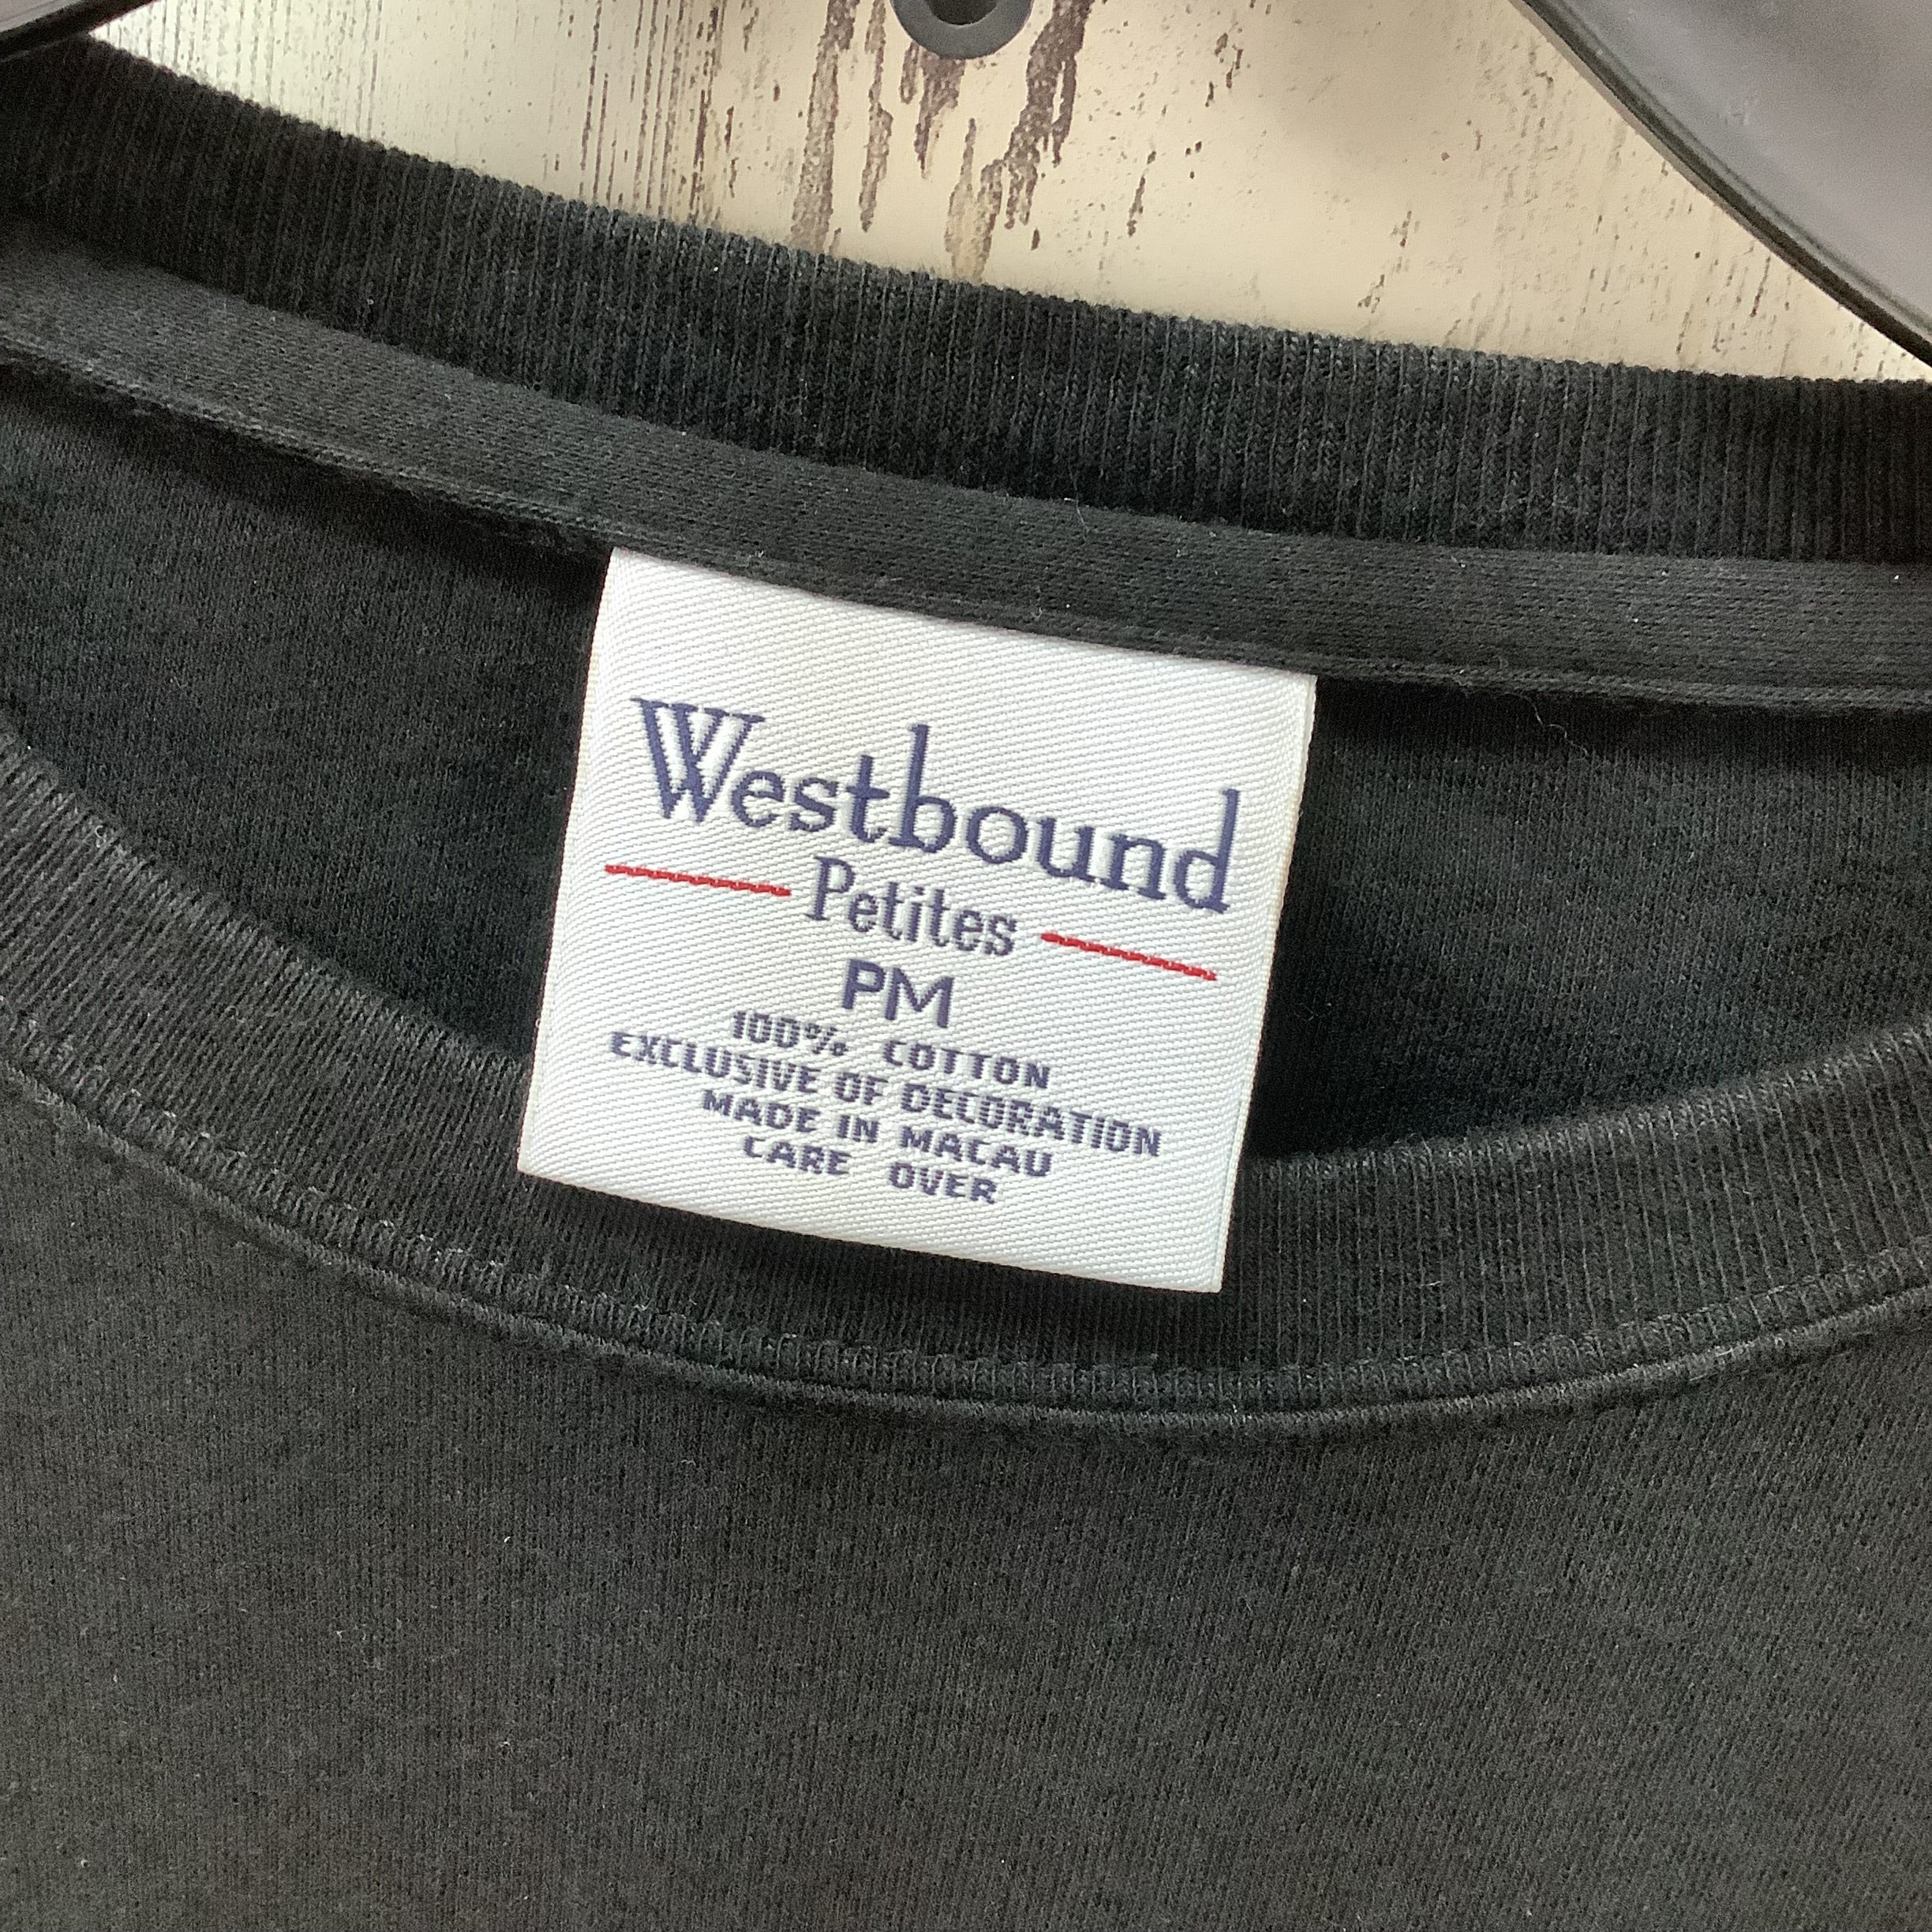 Westbound
Petites
PM
100% COTTON
EXCLUSIVE OF DECORATION
MADE IN MACAU
CARE OVER